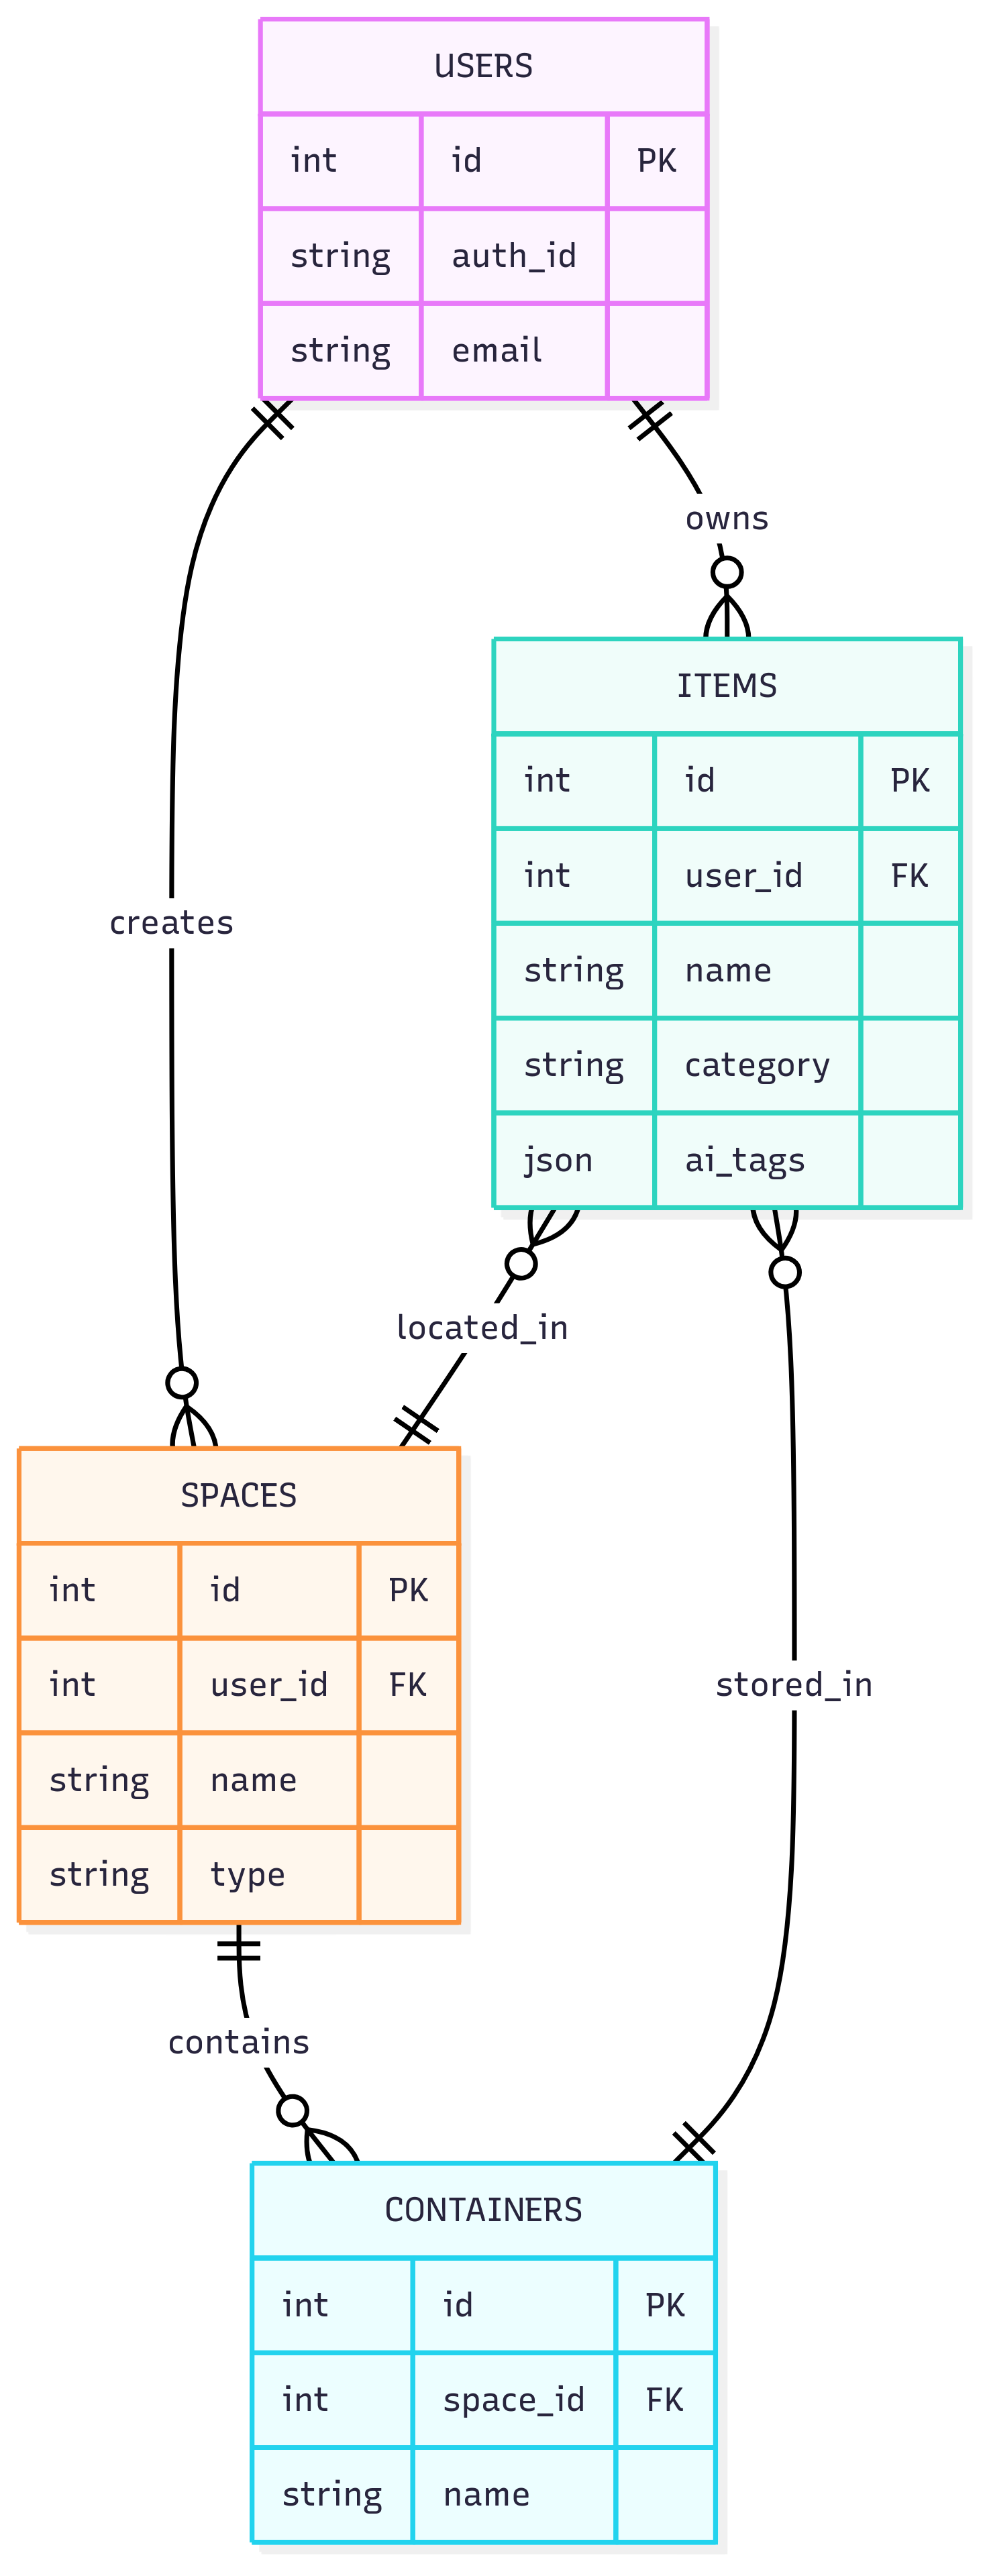 USERS
int id PK
string auth_id
string email
owns
ITEMS
int id PK
int user_id FK
string name
string category
json ai_tags
creates
located_in
SPACES
int id PK
int user_id FK
string name
string type
stored_in
contains
CONTAINERS
int id PK
int space_id FK
string name